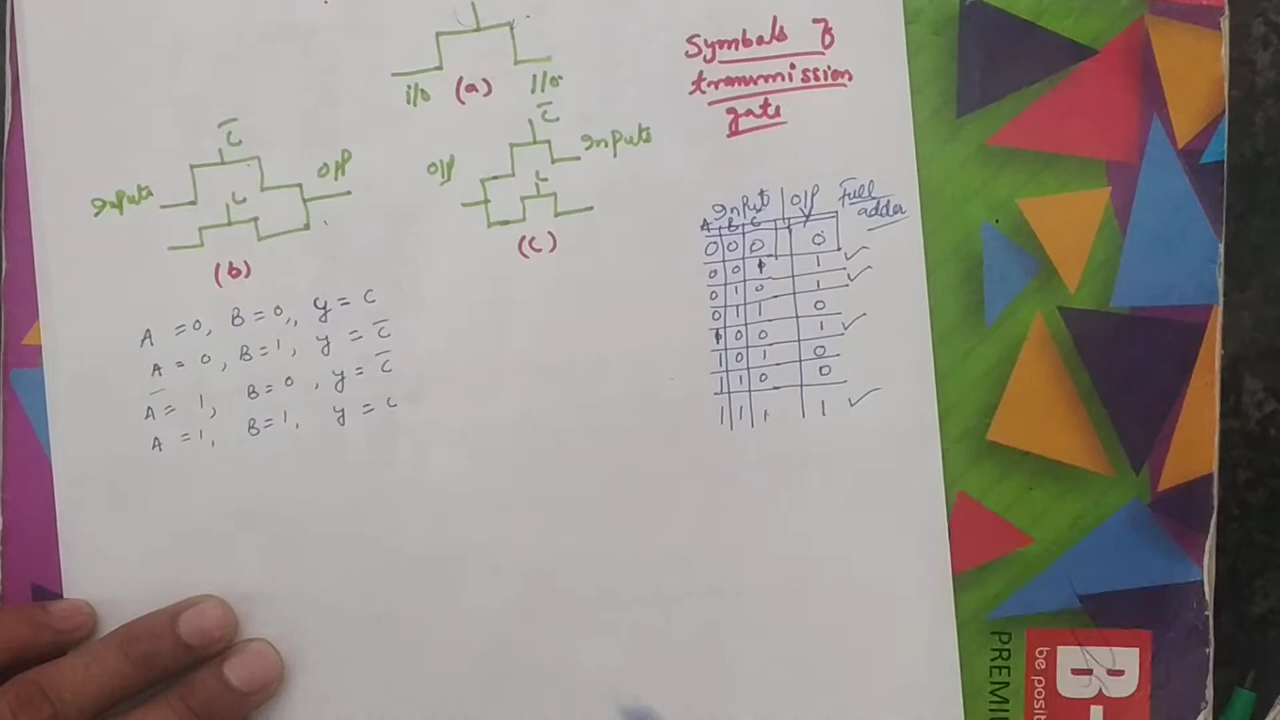 Symbols of
transmission
gate
i/o (a) I/o
C̅
Inputs
O/P
C
(b)
C̅
Inputs
O/P
C
(c)
A = 0, B = 0, y = C
A = 0, B = 1, y = C̅
A = 1, B = 0, y = C̅
A = 1, B = 1, y = C
Input O/P Full
adder
A B C
0 0 0 0
0 0 1 1 ✓
0 1 0 1 ✓
0 1 1 0
1 0 0 1 ✓
1 0 1 0
1 1 0 0
1 1 1 1 ✓
be posit
PREMI